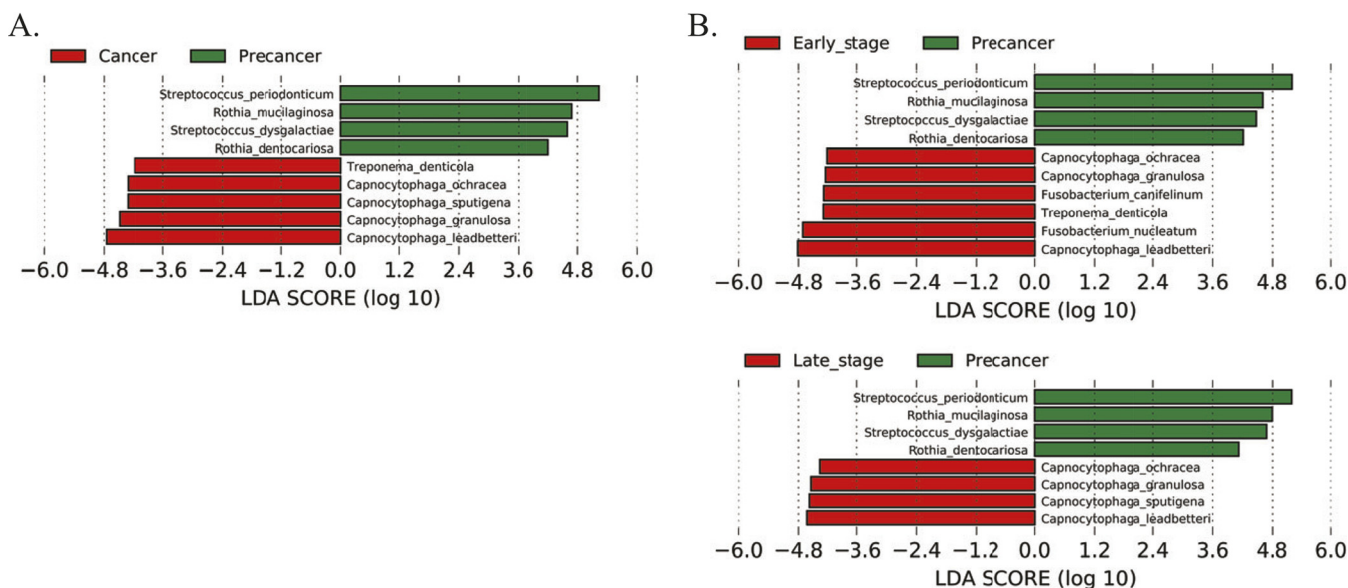 A.
Cancer Precancer
Streptococcus_periodonticum
Rothia_mucilaginosa
Streptococcus_dysgalactiae
Rothia_dentocariosa
Treponema_denticola
Capnocytophaga_ochracea
Capnocytophaga_sputigena
Capnocytophaga_granulosa
Capnocytophaga_leadbetteri
−6.0 −4.8 −3.6 −2.4 −1.2 0.0 1.2 2.4 3.6 4.8 6.0
LDA SCORE (log 10)
B.
Early_stage Precancer
Streptococcus_periodonticum
Rothia_mucilaginosa
Streptococcus_dysgalactiae
Rothia_dentocariosa
Capnocytophaga_ochracea
Capnocytophaga_granulosa
Fusobacterium_canifelinum
Treponema_denticola
Fusobacterium_nucleatum
Capnocytophaga_leadbetteri
−6.0 −4.8 −3.6 −2.4 −1.2 0.0 1.2 2.4 3.6 4.8 6.0
LDA SCORE (log 10)
Late_stage Precancer
Streptococcus_periodonticum
Rothia_mucilaginosa
Streptococcus_dysgalactiae
Rothia_dentocariosa
Capnocytophaga_ochracea
Capnocytophaga_granulosa
Capnocytophaga_sputigena
Capnocytophaga_leadbetteri
−6.0 −4.8 −3.6 −2.4 −1.2 0.0 1.2 2.4 3.6 4.8 6.0
LDA SCORE (log 10)